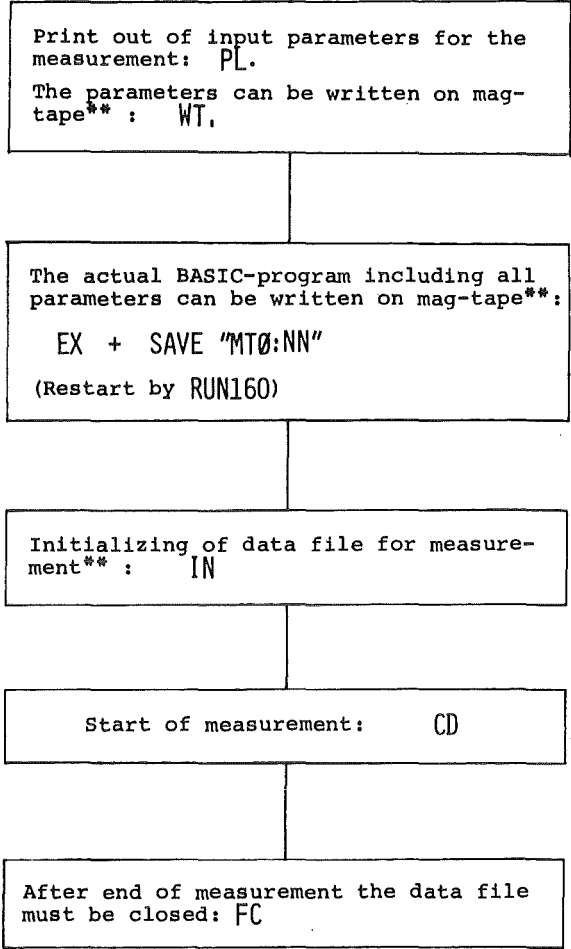 Print out of input parameters for the
measurement: PL.
The parameters can be written on mag-
tape** : WT.
The actual BASIC-program including all
parameters can be written on mag-tape**:
EX + SAVE "MTØ:NN"
(Restart by RUN160)
Initializing of data file for measure-
ment** : IN
Start of measurement: CD
After end of measurement the data file
must be closed: FC